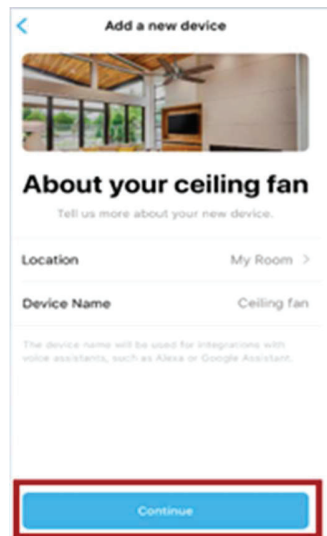 Add a new device
About your ceiling fan
Tell us more about your new device.
Location My Room >
Device Name Ceiling fan
The device name will be used for integrations with
voice assistants, such as Alexa or Google Assistant.
Continue